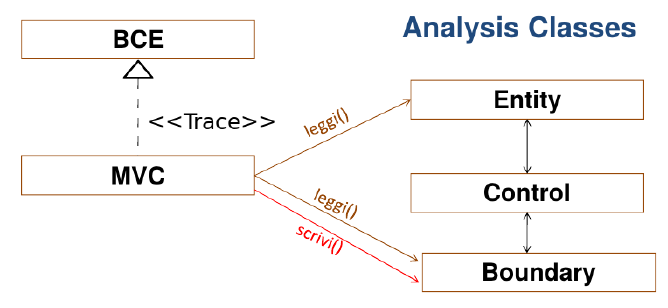 Analysis Classes
BCE
<<Trace>>
MVC
leggi()
leggi()
scrivi()
Entity
Control
Boundary